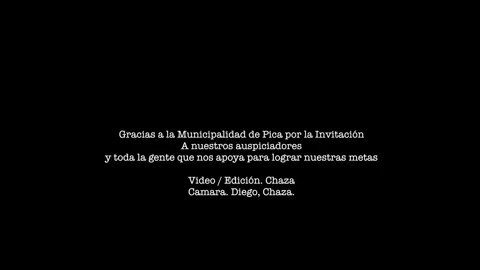 Gracias a la Municipalidad de Pica por la Invitación
A nuestros auspiciadores
y toda la gente que nos apoya para lograr nuestras metas
Video / Edición. Chaza
Camara. Diego, Chaza.